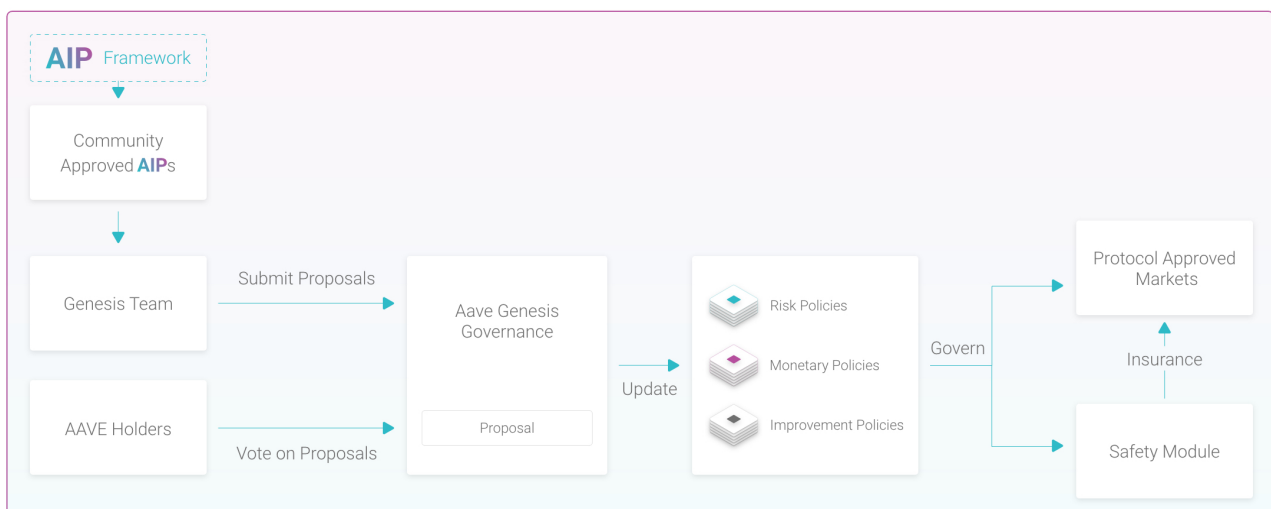 AIP Framework
Community
Approved AIPs
Genesis Team
Submit Proposals
AAVE Holders
Vote on Proposals
Aave Genesis
Governance
Proposal
Update
Risk Policies
Monetary Policies
Improvement Policies
Govern
Protocol Approved
Markets
Insurance
Safety Module